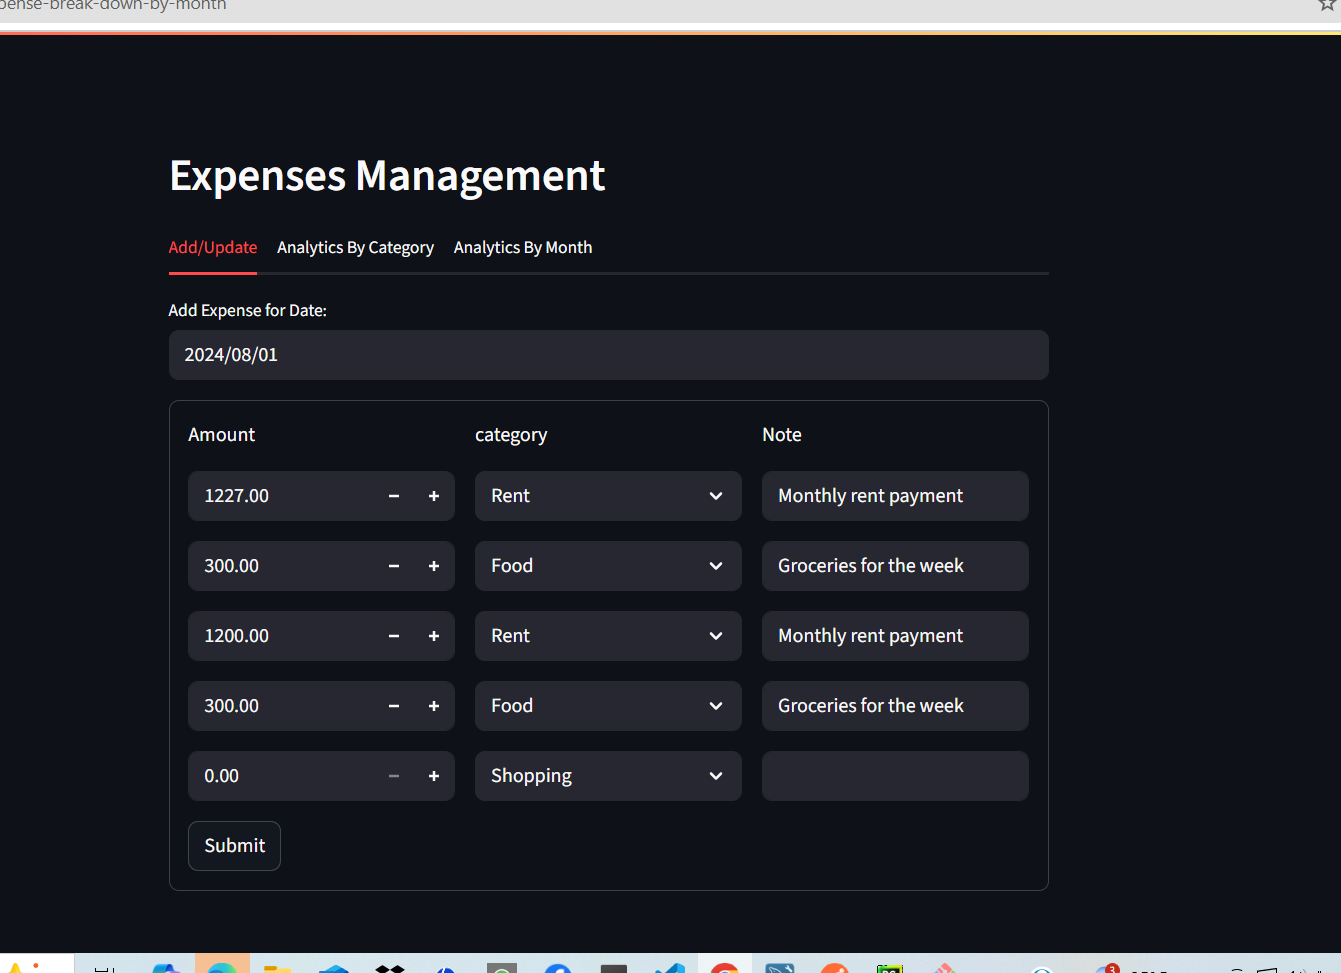 pense-break-down-by-month
Expenses Management
Add/Update Analytics By Category Analytics By Month
Add Expense for Date:
2024/08/01
Amount category Note
1227.00 Rent Monthly rent payment
300.00 Food Groceries for the week
1200.00 Rent Monthly rent payment
300.00 Food Groceries for the week
0.00 Shopping
Submit
3